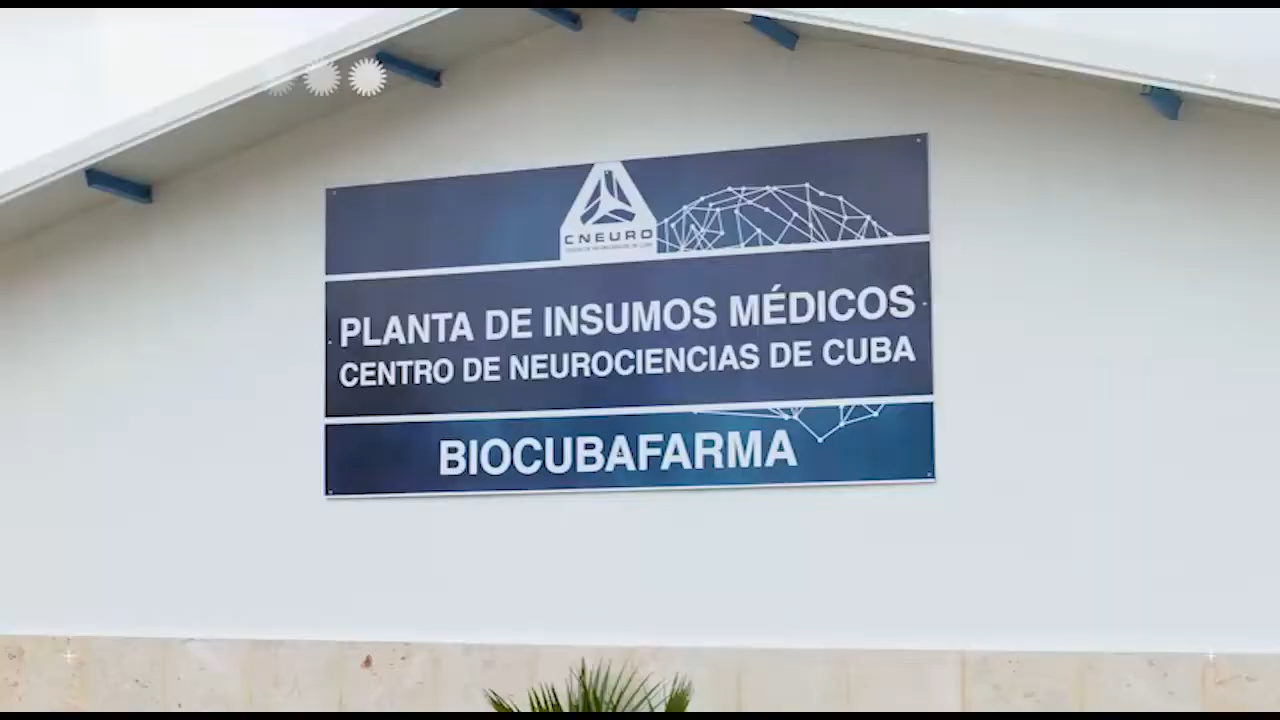 CNEURO
PLANTA DE INSUMOS MÉDICOS
CENTRO DE NEUROCIENCIAS DE CUBA
BIOCUBAFARMA